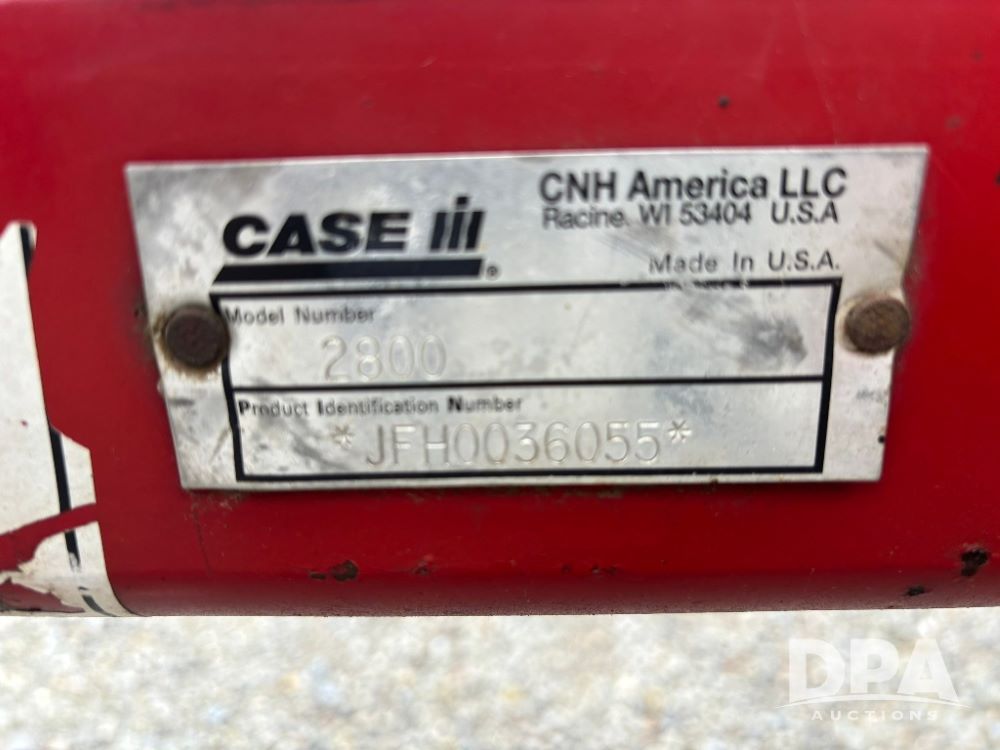 CASE IH
®
CNH America LLC
Racine, WI 53404 U.S.A
Made In U.S.A.
Model Number
2800
Product Identification Number
*JFH0036055*
DPA
AUCTIONS